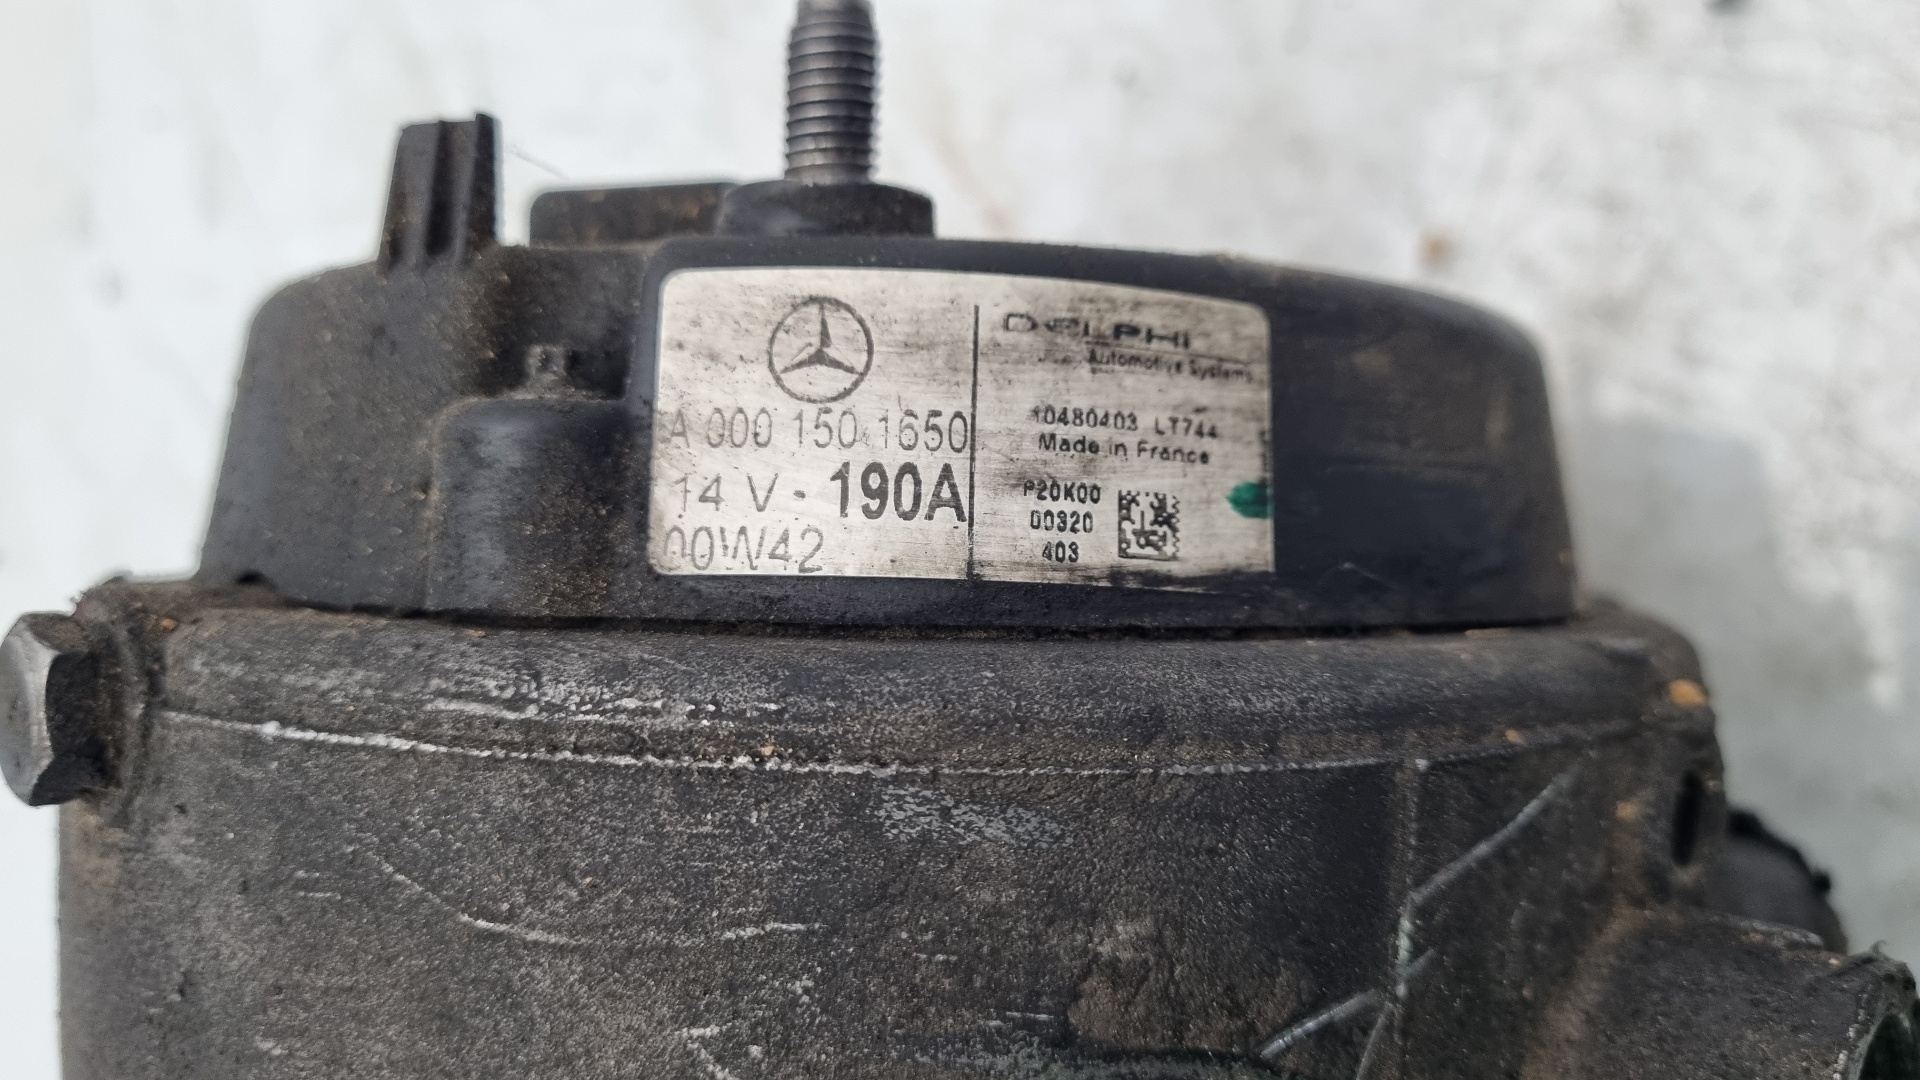 A 000 150 1650
14 V - 190A
00W42
DELPHI
Automotive Systems
10480403 LT744
Made in France
P20K00
00320
403